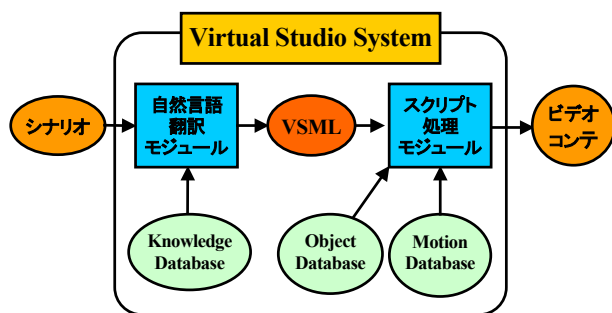 Virtual Studio System
シナリオ
自然言語
翻訳
モジュール
VSML
スクリプト
処理
モジュール
ビデオ
コンテ
Knowledge
Database
Object
Database
Motion
Database